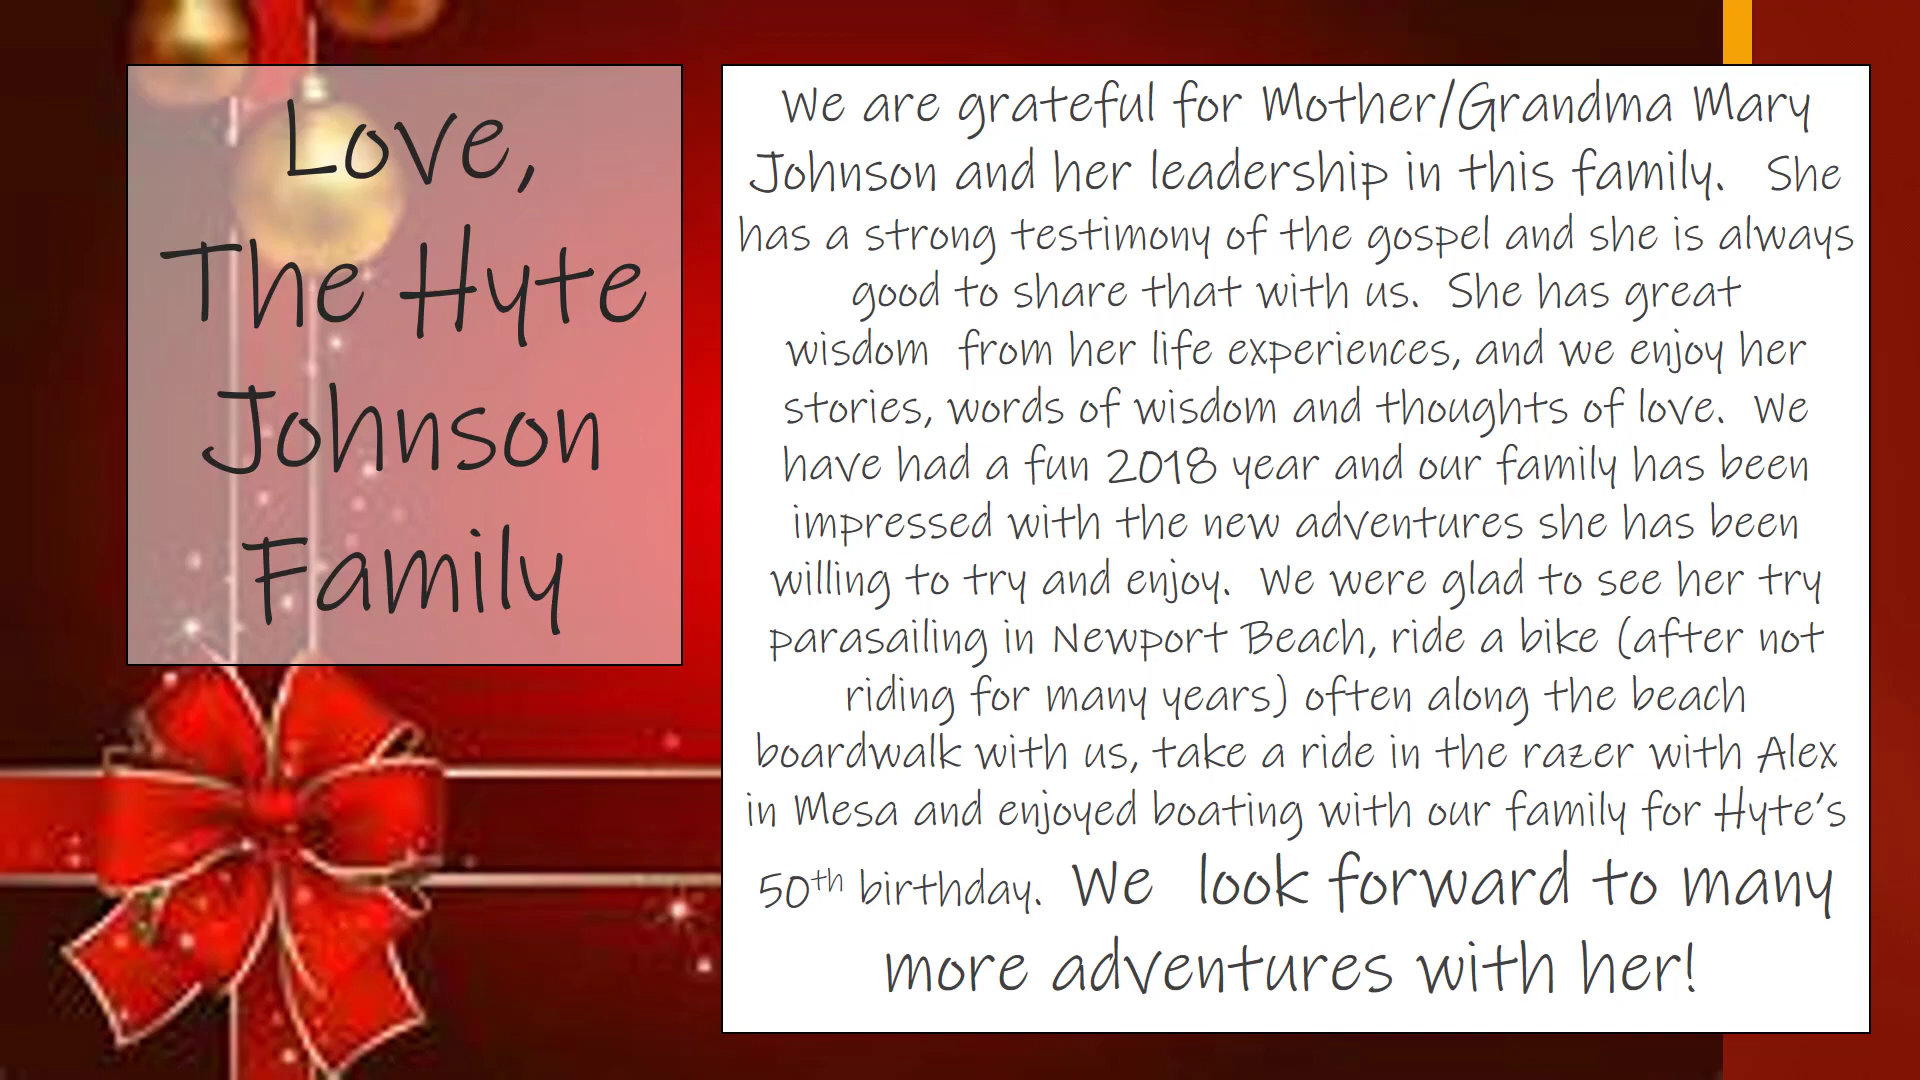 Love,
The Hyte
Johnson
Family
We are grateful for Mother/Grandma Mary
Johnson and her leadership in this family. She
has a strong testimony of the gospel and she is always
good to share that with us. She has great
wisdom from her life experiences, and we enjoy her
stories, words of wisdom and thoughts of love. We
have had a fun 2018 year and our family has been
impressed with the new adventures she has been
willing to try and enjoy. We were glad to see her try
parasailing in Newport Beach, ride a bike (after not
riding for many years) often along the beach
boardwalk with us, take a ride in the razer with Alex
in Mesa and enjoyed boating with our family for Hyte's
50th birthday. We look forward to many
more adventures with her!